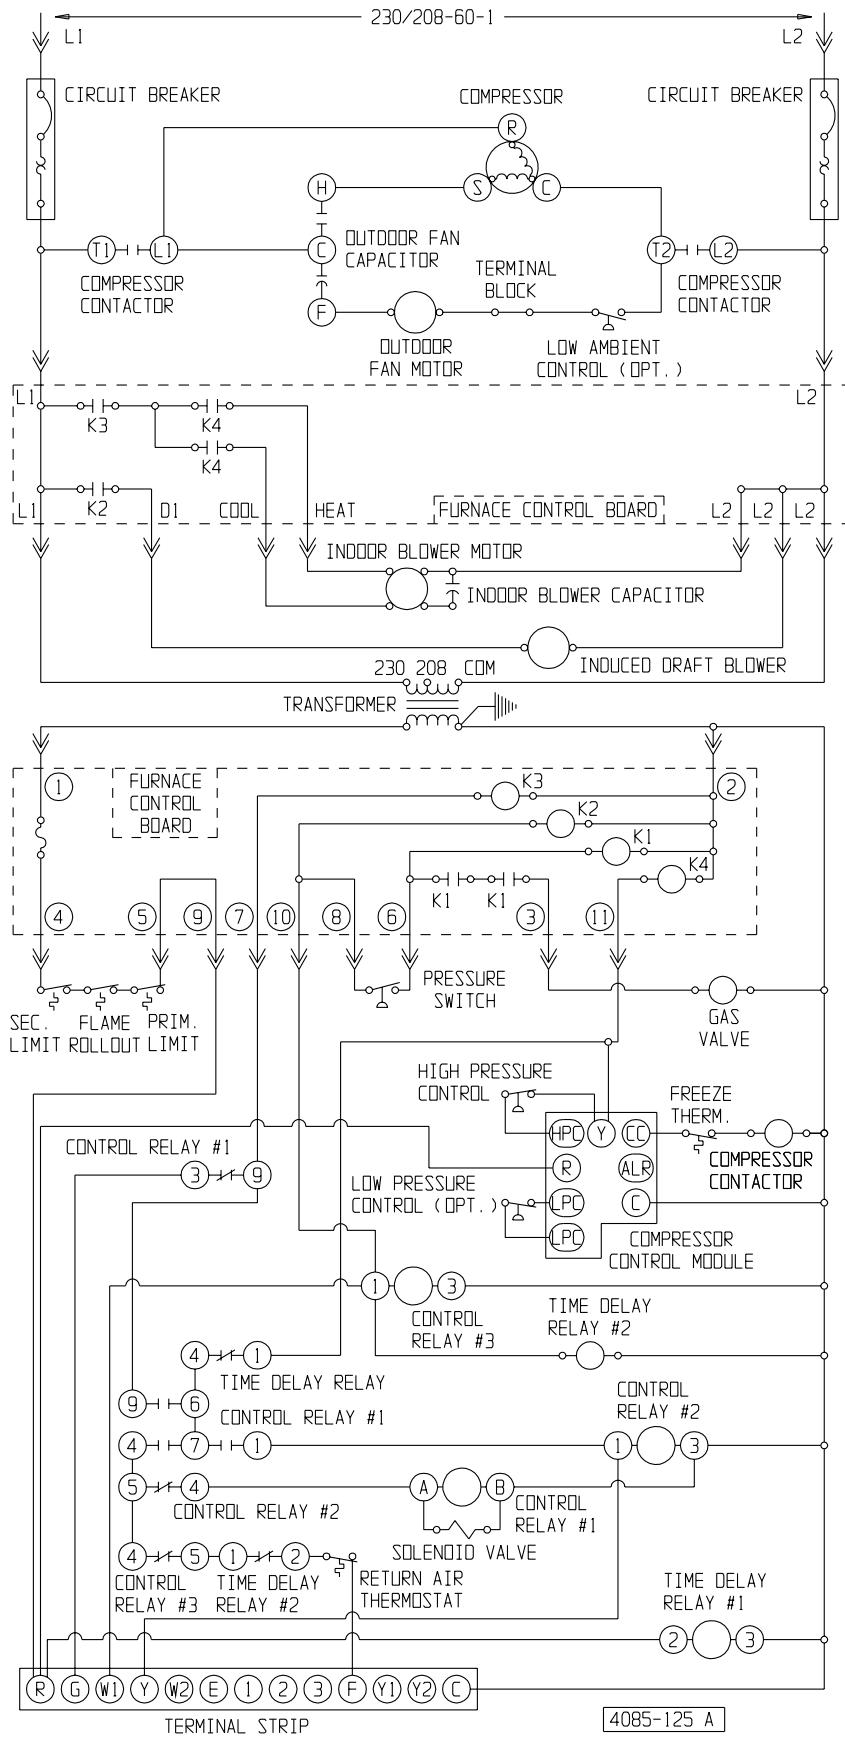 230/208-60-1
L1
L2
CIRCUIT BREAKER
COMPRESSOR
CIRCUIT BREAKER
R
H
S
C
T1
L1
C
OUTDOOR FAN
CAPACITOR
T2
L2
COMPRESSOR
CONTACTOR
TERMINAL
BLOCK
COMPRESSOR
CONTACTOR
F
OUTDOOR
FAN MOTOR
LOW AMBIENT
CONTROL (OPT.)
L1
L2
K3
K4
K4
L1
K2
D1
COOL
HEAT
FURNACE CONTROL BOARD
L2
L2
L2
INDOOR BLOWER MOTOR
INDOOR BLOWER CAPACITOR
INDUCED DRAFT BLOWER
230 208 COM
TRANSFORMER
1
FURNACE
CONTROL
BOARD
K3
2
K2
K1
K4
K1
K1
4
5
9
7
10
8
6
3
11
PRESSURE
SWITCH
SEC.
LIMIT
FLAME
ROLLOUT
PRIM.
LIMIT
GAS
VALVE
HIGH PRESSURE
CONTROL
FREEZE
THERM.
HPC
Y
CC
CONTROL RELAY #1
COMPRESSOR
CONTACTOR
3
9
R
ALR
LOW PRESSURE
CONTROL (OPT.)
LPC
C
LPC
COMPRESSOR
CONTROL MODULE
1
3
CONTROL
RELAY #3
TIME DELAY
RELAY #2
4
1
TIME DELAY RELAY
9
6
CONTROL RELAY #1
CONTROL
RELAY #2
4
7
1
1
3
5
4
A
B
CONTROL RELAY #2
CONTROL
RELAY #1
SOLENOID VALVE
4
5
1
2
CONTROL
RELAY #3
TIME DELAY
RELAY #2
RETURN AIR
THERMOSTAT
TIME DELAY
RELAY #1
2
3
R G W1 Y W2 E 1 2 3 F Y1 Y2 C
TERMINAL STRIP
4085-125 A